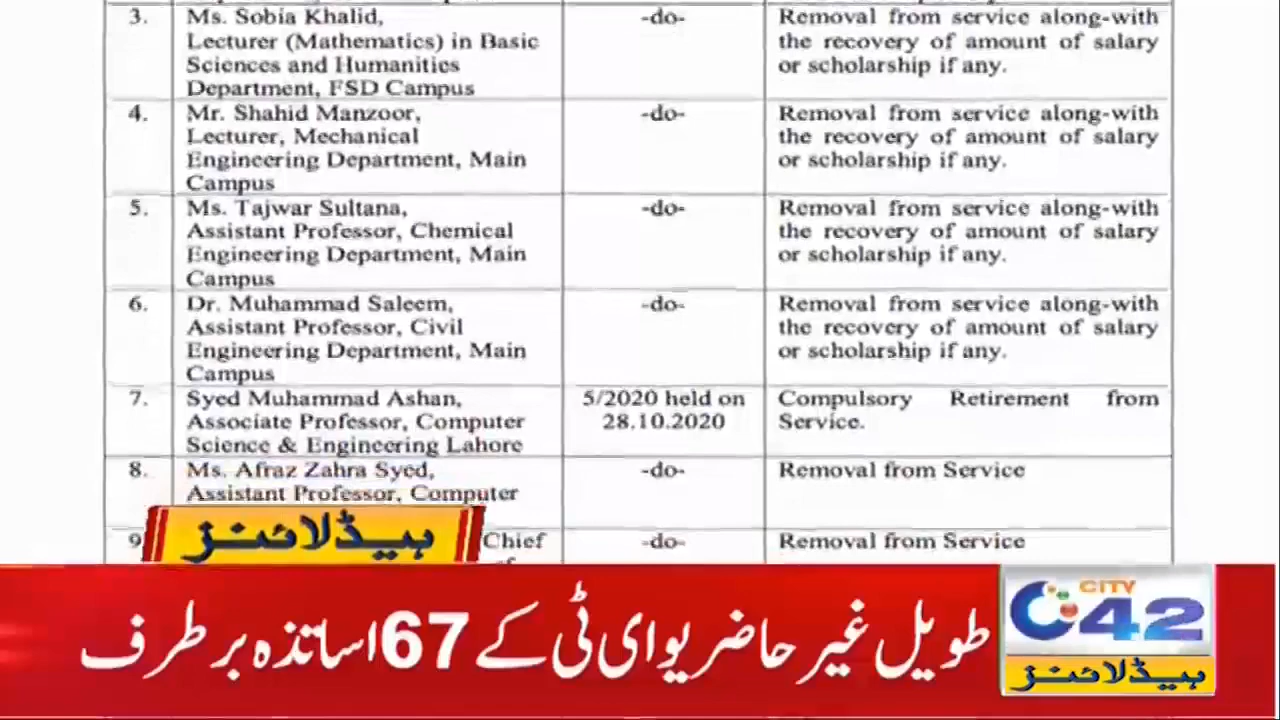 3.
Ms. Sobia Khalid,
Lecturer (Mathematics) in Basic
Sciences and Humanities
Department, FSD Campus
-do-
Removal from service along-with
the recovery of amount of salary
or scholarship if any.
4.
Mr. Shahid Manzoor,
Lecturer, Mechanical
Engineering Department, Main
Campus
-do-
Removal from service along-with
the recovery of amount of salary
or scholarship if any.
5.
Ms. Tajwar Sultana,
Assistant Professor, Chemical
Engineering Department, Main
Campus
-do-
Removal from service along-with
the recovery of amount of salary
or scholarship if any.
6.
Dr. Muhammad Saleem,
Assistant Professor, Civil
Engineering Department, Main
Campus
-do-
Removal from service along-with
the recovery of amount of salary
or scholarship if any.
7.
Syed Muhammad Ashan,
Associate Professor, Computer
Science & Engineering Lahore
5/2020 held on
28.10.2020
Compulsory Retirement from
Service.
8.
Ms. Afraz Zahra Syed,
Assistant Professor, Computer
-do-
Removal from Service
9
Chief
-do-
Removal from Service
ہیڈلائنز
طویل غیر حاضر یو ای ٹی کے 67 اساتذہ برطرف
CITY
42
ہیڈلائنز